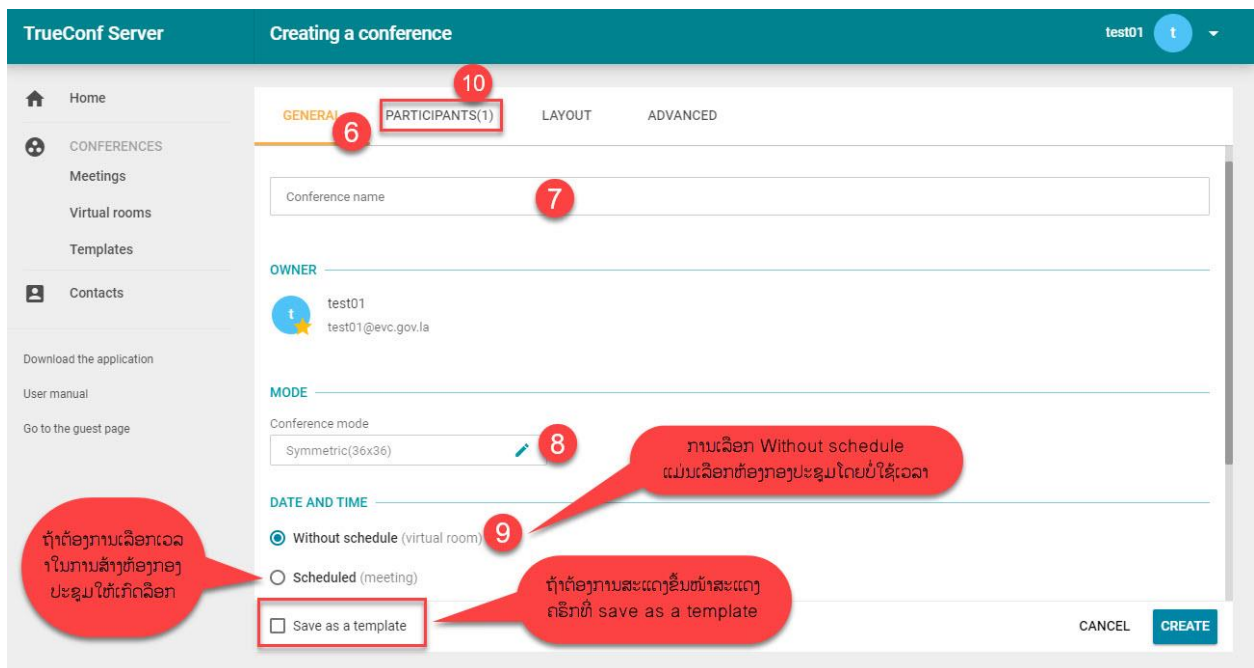 TrueConf Server
Creating a conference
test01
t
Home
CONFERENCES
Meetings
Virtual rooms
Templates
Contacts
Download the application
User manual
Go to the guest page
10
GENERAL
PARTICIPANTS(1)
LAYOUT
ADVANCED
6
Conference name
7
OWNER
t
test01
test01@evc.gov.la
MODE
Conference mode
Symmetric(36x36)
8
ການເລືອກ Without schedule
ແມ່ນເລືອກຫ້ອງກອງປະຊຸມໂດຍບໍ່ໃຊ້ເວລາ
DATE AND TIME
Without schedule (virtual room)
9
Scheduled (meeting)
ຖ້າຕ້ອງການເລືອກເວລ
າໃນການສ້າງຫ້ອງກອງ
ປະຊຸມໃຫ້ເກົດລືອກ
ຖ້າຕ້ອງການສະແດງຂຶ້ນໜ້າສະແດງ
ຄຣິກທີ່ save as a template
Save as a template
CANCEL
CREATE